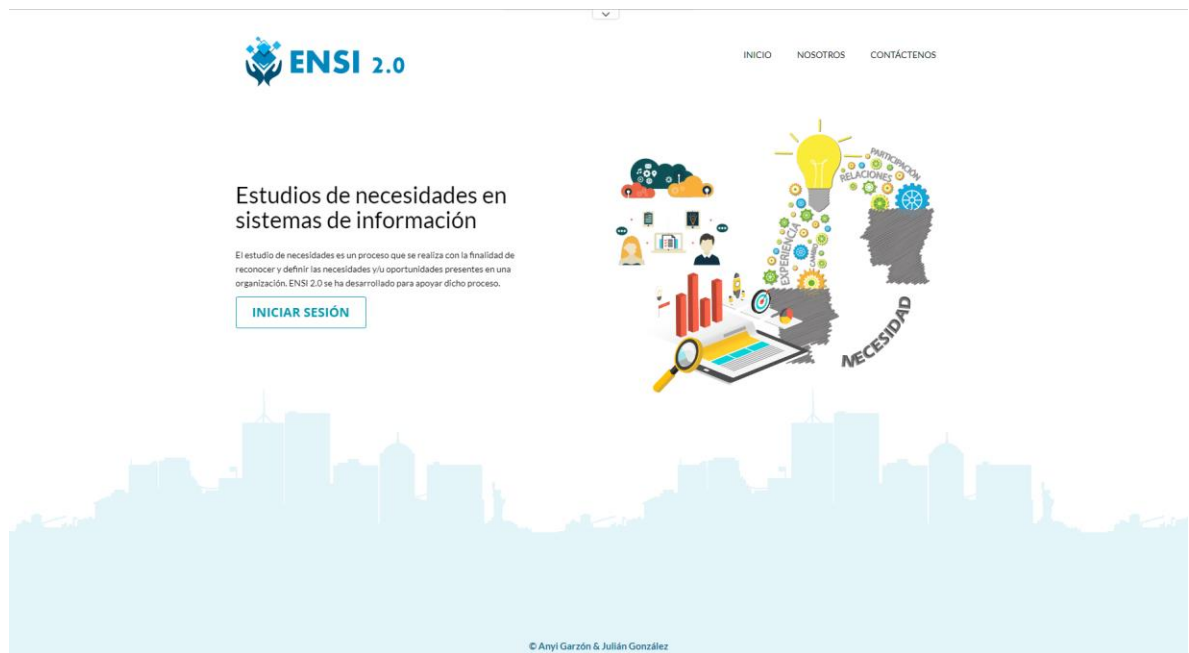 ENSI 2.0
INICIO NOSOTROS CONTÁCTENOS
Estudios de necesidades en
sistemas de información
El estudio de necesidades es un proceso que se realiza con la finalidad de
reconocer y definir las necesidades y/u oportunidades presentes en una
organización. ENSI 2.0 se ha desarrollado para apoyar dicho proceso.
INICIAR SESIÓN
PARTICIPACIÓN
RELACIONES
EXPERIENCIA
CAMBIO
NECESIDAD
© Anyi Garzón & Julián González